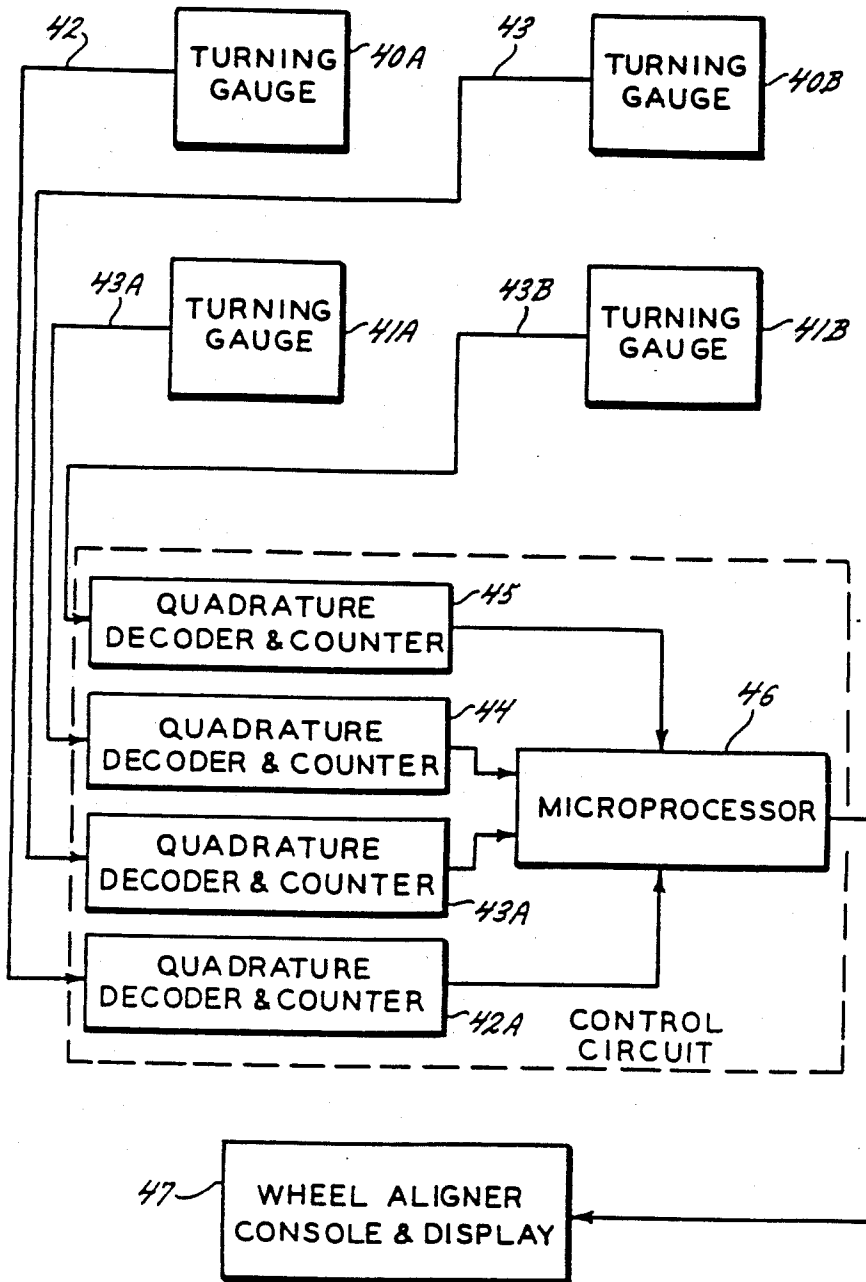 42
TURNING
GAUGE
40A
43
TURNING
GAUGE
40B
43A
TURNING
GAUGE
41A
43B
TURNING
GAUGE
41B
QUADRATURE
DECODER & COUNTER
45
QUADRATURE
DECODER & COUNTER
44
46
MICROPROCESSOR
QUADRATURE
DECODER & COUNTER
43A
QUADRATURE
DECODER & COUNTER
42A
CONTROL
CIRCUIT
47
WHEEL ALIGNER
CONSOLE & DISPLAY